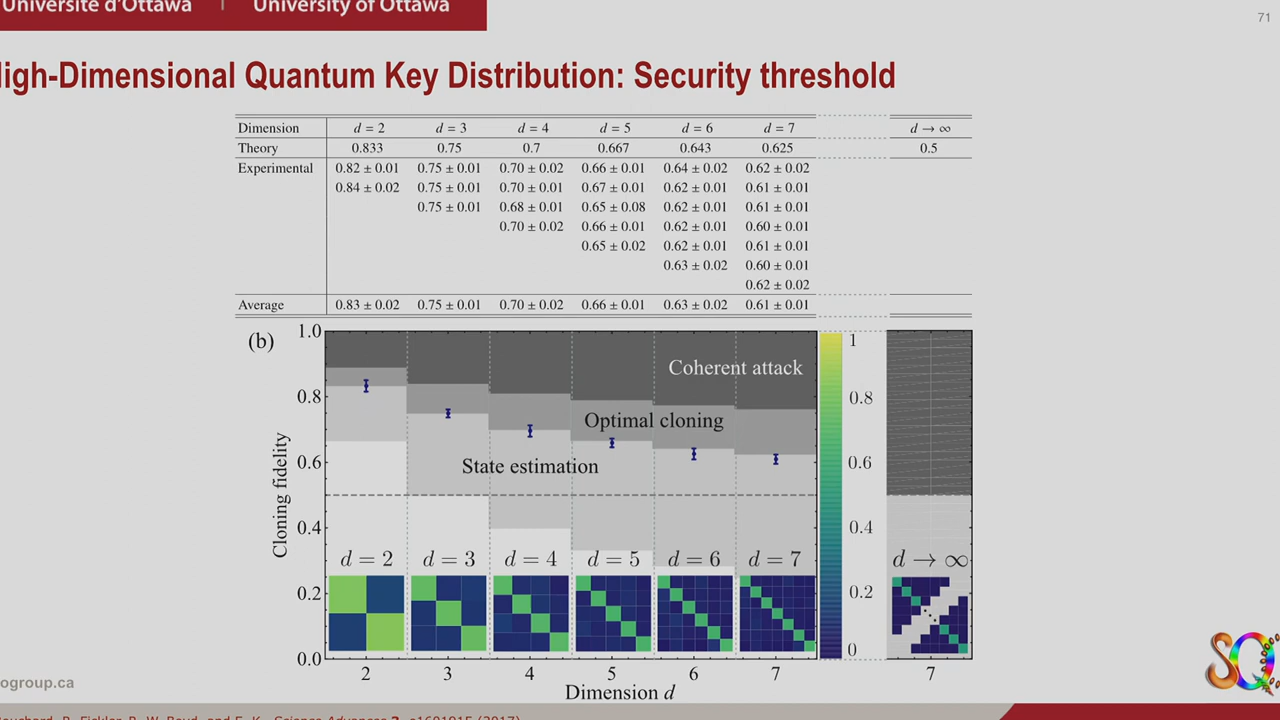 Université d'Ottawa | University of Ottawa
71
High-Dimensional Quantum Key Distribution: Security threshold
Dimension d = 2 d = 3 d = 4 d = 5 d = 6 d = 7 d → ∞
Theory 0.833 0.75 0.7 0.667 0.643 0.625 0.5
Experimental 0.82 ± 0.01 0.75 ± 0.01 0.70 ± 0.02 0.66 ± 0.01 0.64 ± 0.02 0.62 ± 0.02
0.84 ± 0.02 0.75 ± 0.01 0.70 ± 0.01 0.67 ± 0.01 0.62 ± 0.01 0.61 ± 0.01
0.75 ± 0.01 0.68 ± 0.01 0.65 ± 0.08 0.62 ± 0.01 0.61 ± 0.01
0.70 ± 0.02 0.66 ± 0.01 0.62 ± 0.01 0.60 ± 0.01
0.65 ± 0.02 0.62 ± 0.01 0.61 ± 0.01
0.63 ± 0.02 0.60 ± 0.01
0.62 ± 0.02
Average 0.83 ± 0.02 0.75 ± 0.01 0.70 ± 0.02 0.66 ± 0.01 0.63 ± 0.02 0.61 ± 0.01
(b)
1.0
0.8
0.6
0.4
0.2
0.0
Cloning fidelity
Coherent attack
Optimal cloning
State estimation
d = 2 d = 3 d = 4 d = 5 d = 6 d = 7 d → ∞
1
0.8
0.6
0.4
0.2
0
2 3 4 5 6 7 7
Dimension d
SQ
ogroup.ca